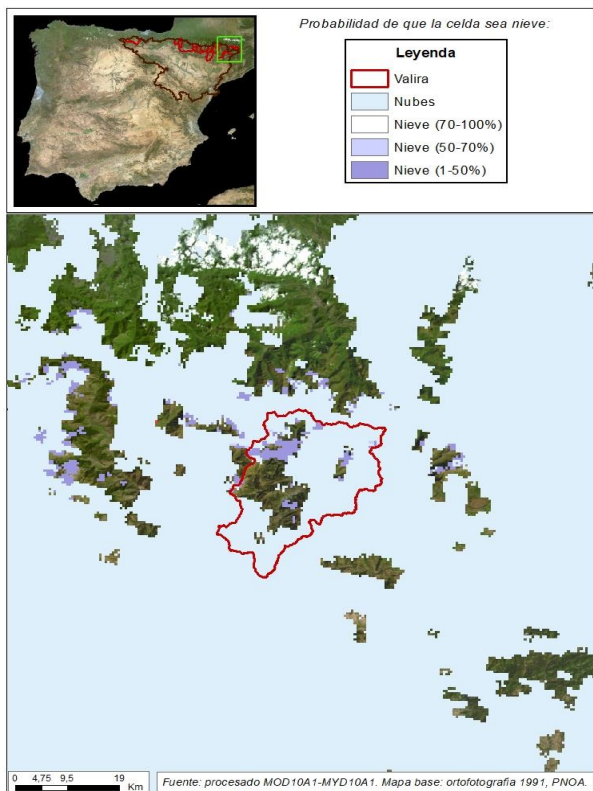 Probabilidad de que la celda sea nieve:
Leyenda
Valira
Nubes
Nieve (70-100%)
Nieve (50-70%)
Nieve (1-50%)
0 4,75 9,5 19
Km
Fuente: procesado MOD10A1-MYD10A1. Mapa base: ortofotografía 1991, PNOA.